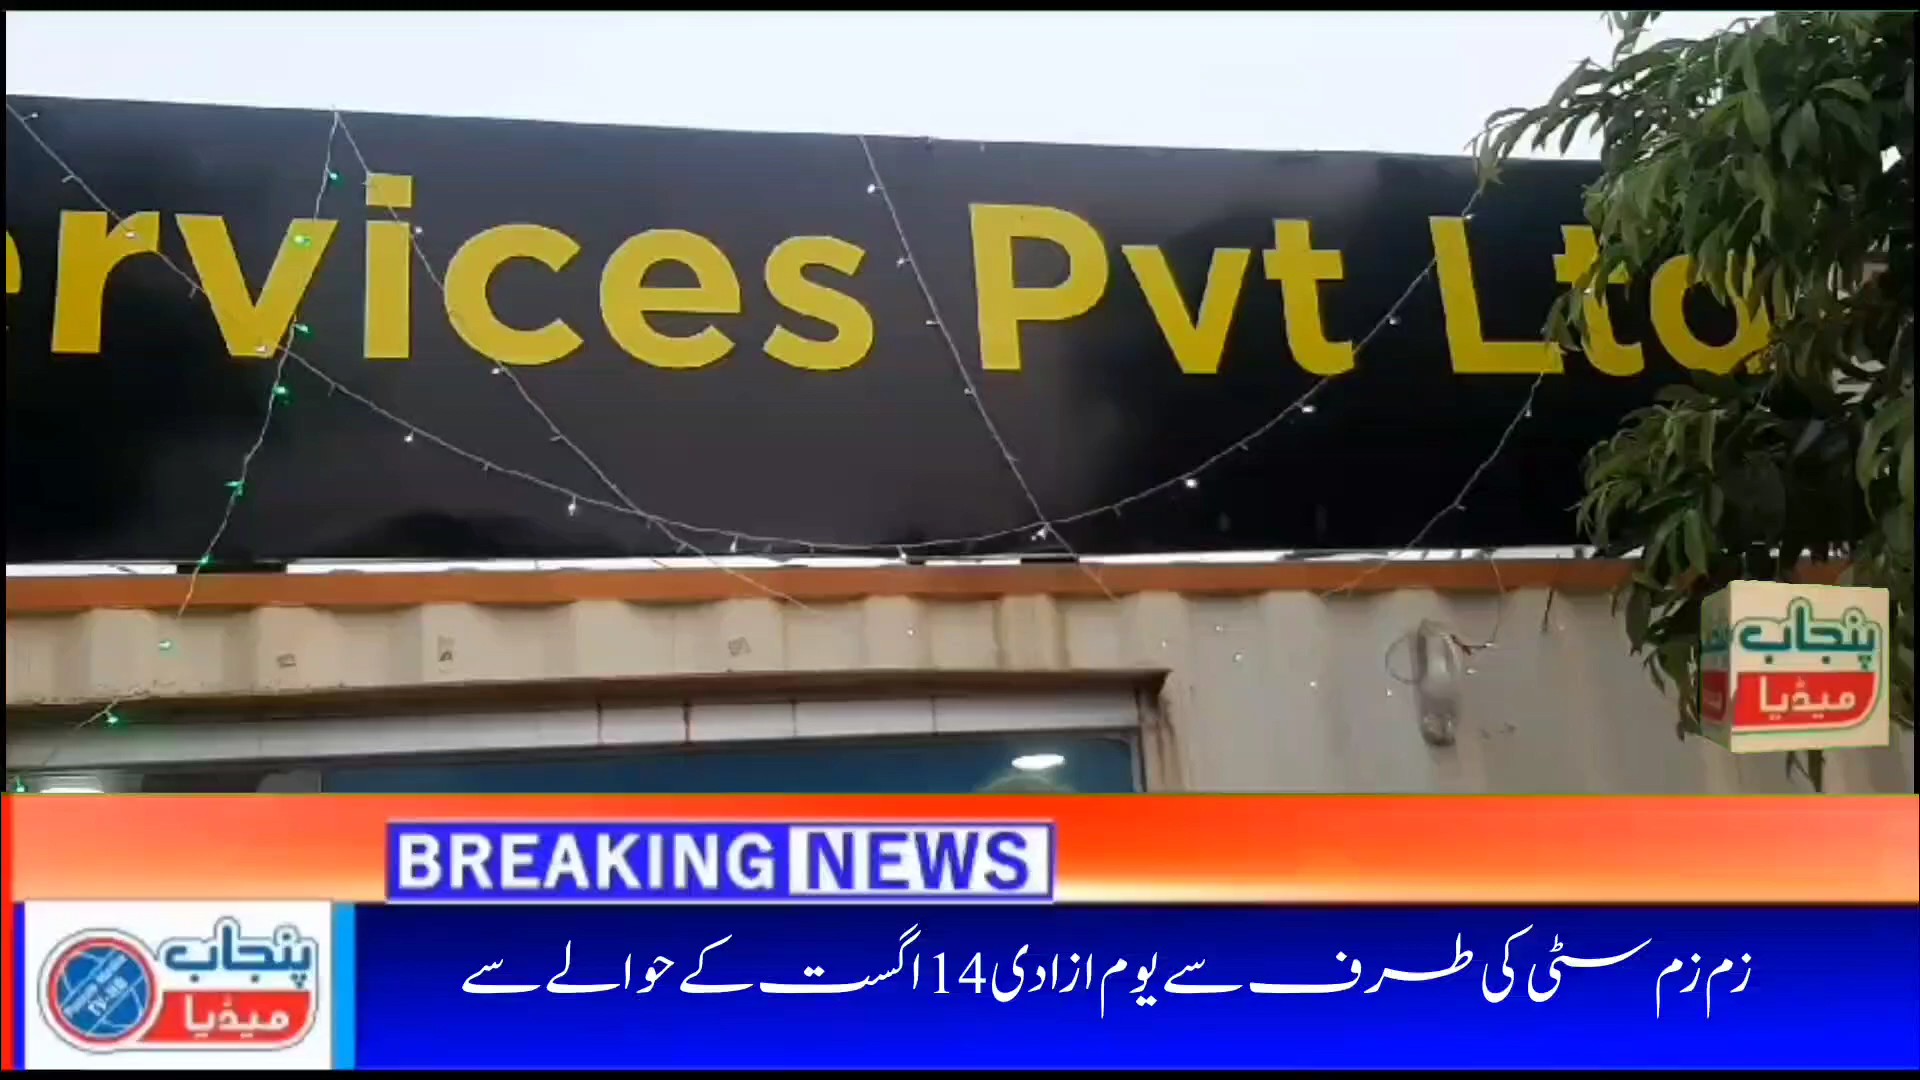 ervices Pvt Ltd
پنجاب
میڈیا
BREAKING NEWS
زم زم سٹی کی طرف سے یوم ازادی 14 اگست کے حوالے سے
پنجاب
میڈیا